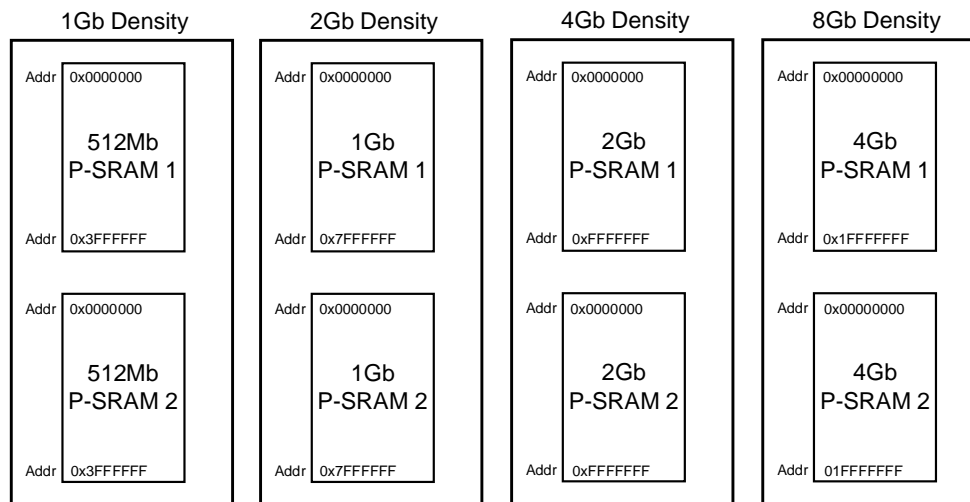 1Gb Density
Addr 0x0000000
512Mb
P-SRAM 1
Addr 0x3FFFFFF
Addr 0x0000000
512Mb
P-SRAM 2
Addr 0x3FFFFFF
2Gb Density
Addr 0x0000000
1Gb
P-SRAM 1
Addr 0x7FFFFFF
Addr 0x0000000
1Gb
P-SRAM 2
Addr 0x7FFFFFF
4Gb Density
Addr 0x0000000
2Gb
P-SRAM 1
Addr 0xFFFFFFF
Addr 0x0000000
2Gb
P-SRAM 2
Addr 0xFFFFFFF
8Gb Density
Addr 0x00000000
4Gb
P-SRAM 1
Addr 0x1FFFFFFF
Addr 0x00000000
4Gb
P-SRAM 2
Addr 01FFFFFFF